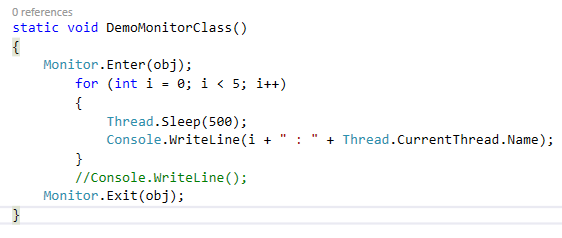 0 references
static void DemoMonitorClass()
{
    Monitor.Enter(obj);
        for (int i = 0; i < 5; i++)
        {
            Thread.Sleep(500);
            Console.WriteLine(i + " : " + Thread.CurrentThread.Name);
        }
        //Console.WriteLine();
    Monitor.Exit(obj);
}